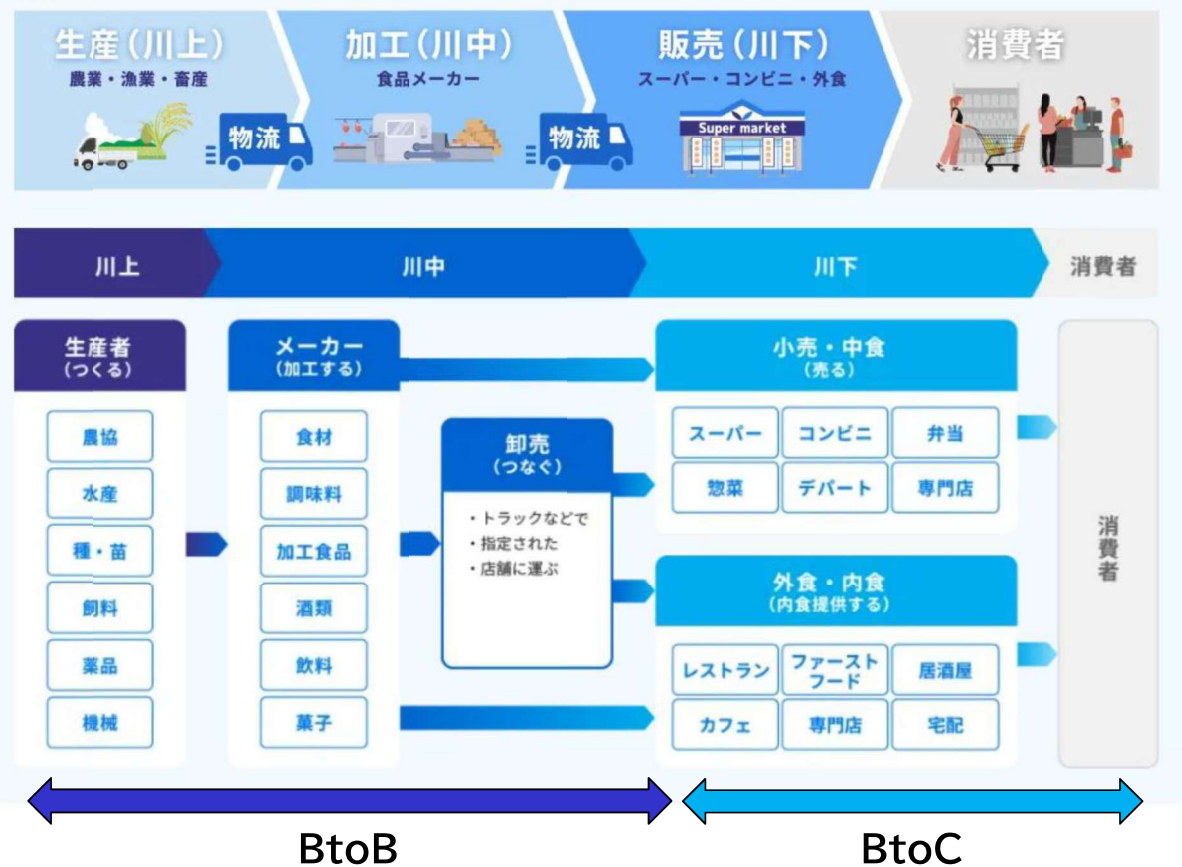 生産(川上)
農業・漁業・畜産
物流
加工(川中)
食品メーカー
物流
販売(川下)
スーパー・コンビニ・外食
Super market
消費者
川上
川中
川下
消費者
生産者
(つくる)
農協
水産
種・苗
飼料
薬品
機械
メーカー
(加工する)
食材
調味料
加工食品
酒類
飲料
菓子
卸売
(つなぐ)
・トラックなどで
・指定された
・店舗に運ぶ
小売・中食
(売る)
スーパー
コンビニ
弁当
惣菜
デパート
専門店
外食・内食
(内食提供する)
レストラン
ファースト
フード
居酒屋
カフェ
専門店
宅配
消費者
BtoB
BtoC